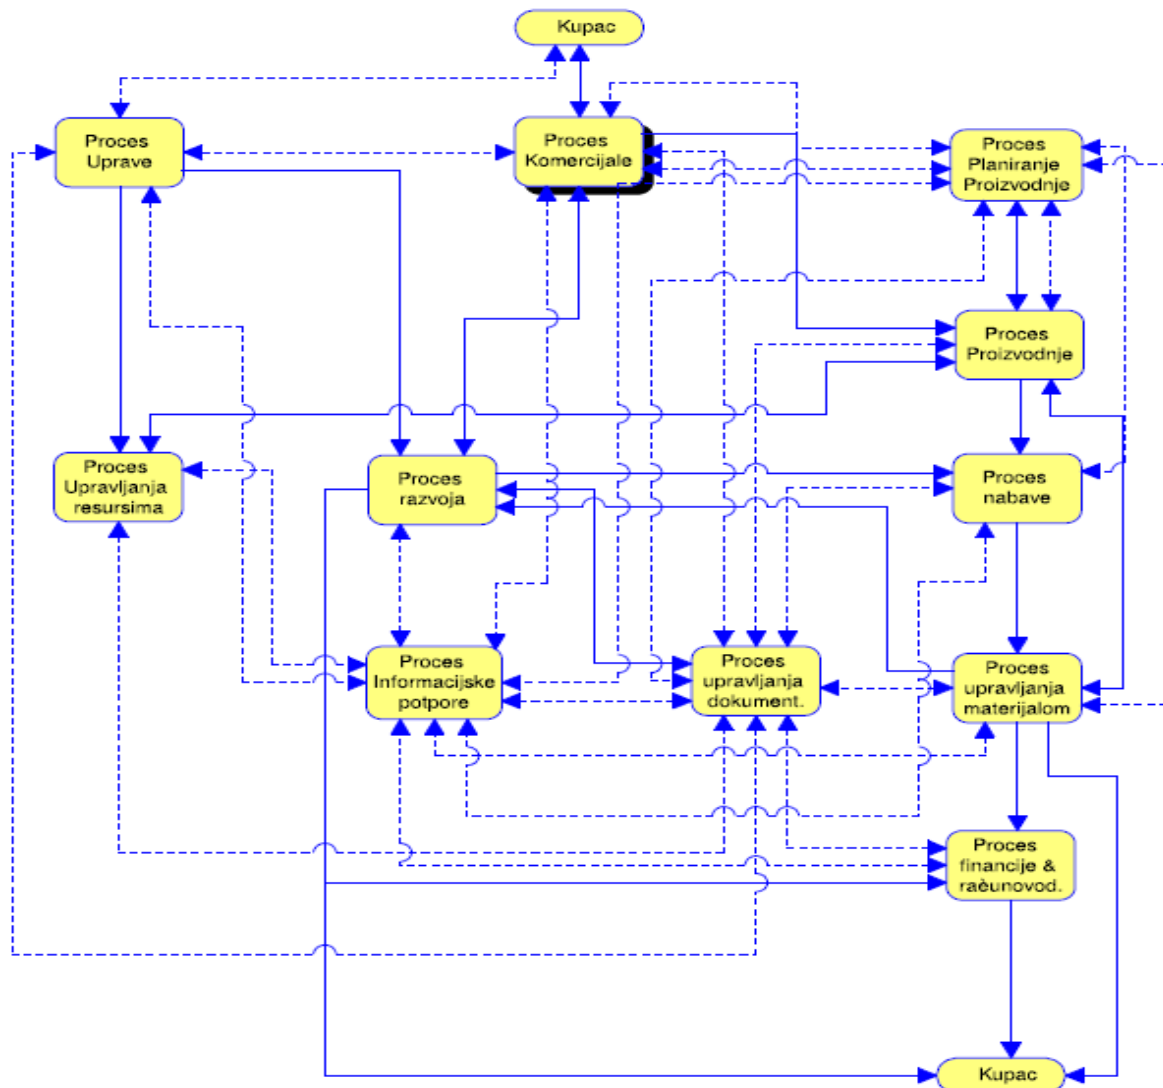 Kupac
Proces
Uprave
Proces
Komercijale
Proces
Planiranje
Proizvodnje
Proces
Proizvodnje
Proces
Upravljanja
resursima
Proces
razvoja
Proces
nabave
Proces
Informacijske
potpore
Proces
upravljanja
dokument.
Proces
upravljanja
materijalom
Proces
financije &
raèunovod.
Kupac